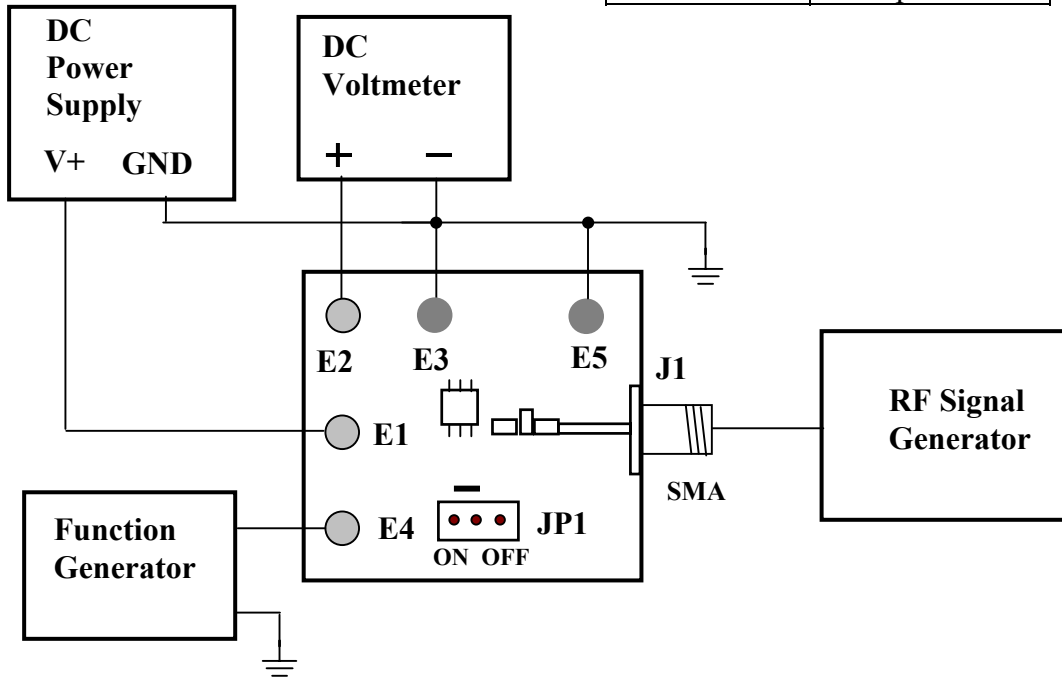 DC
Power
Supply
V+ GND
DC
Voltmeter
+ −
E2 E3 E5
J1
E1
SMA
RF Signal
Generator
E4
JP1
ON OFF
Function
Generator